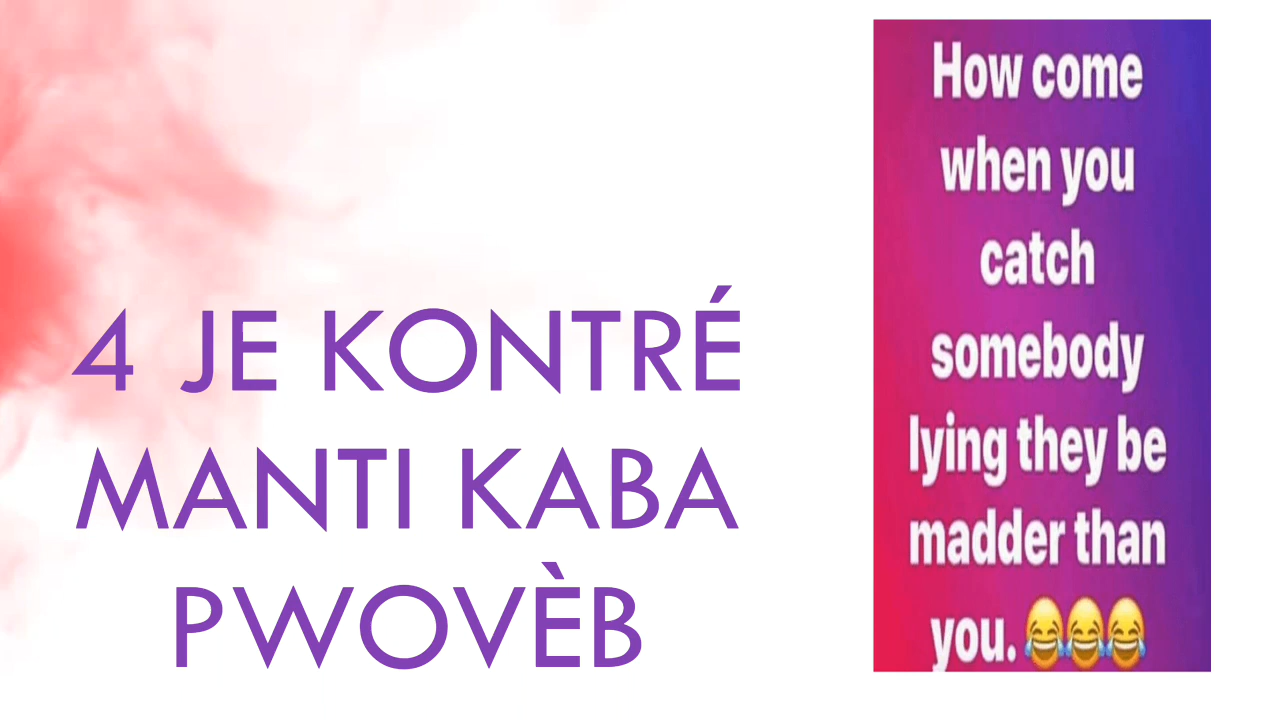 4 JE KONTRÉ
MANTI KABA
PWOVÈB
How come
when you
catch
somebody
lying they be
madder than
you. 😂😂😂